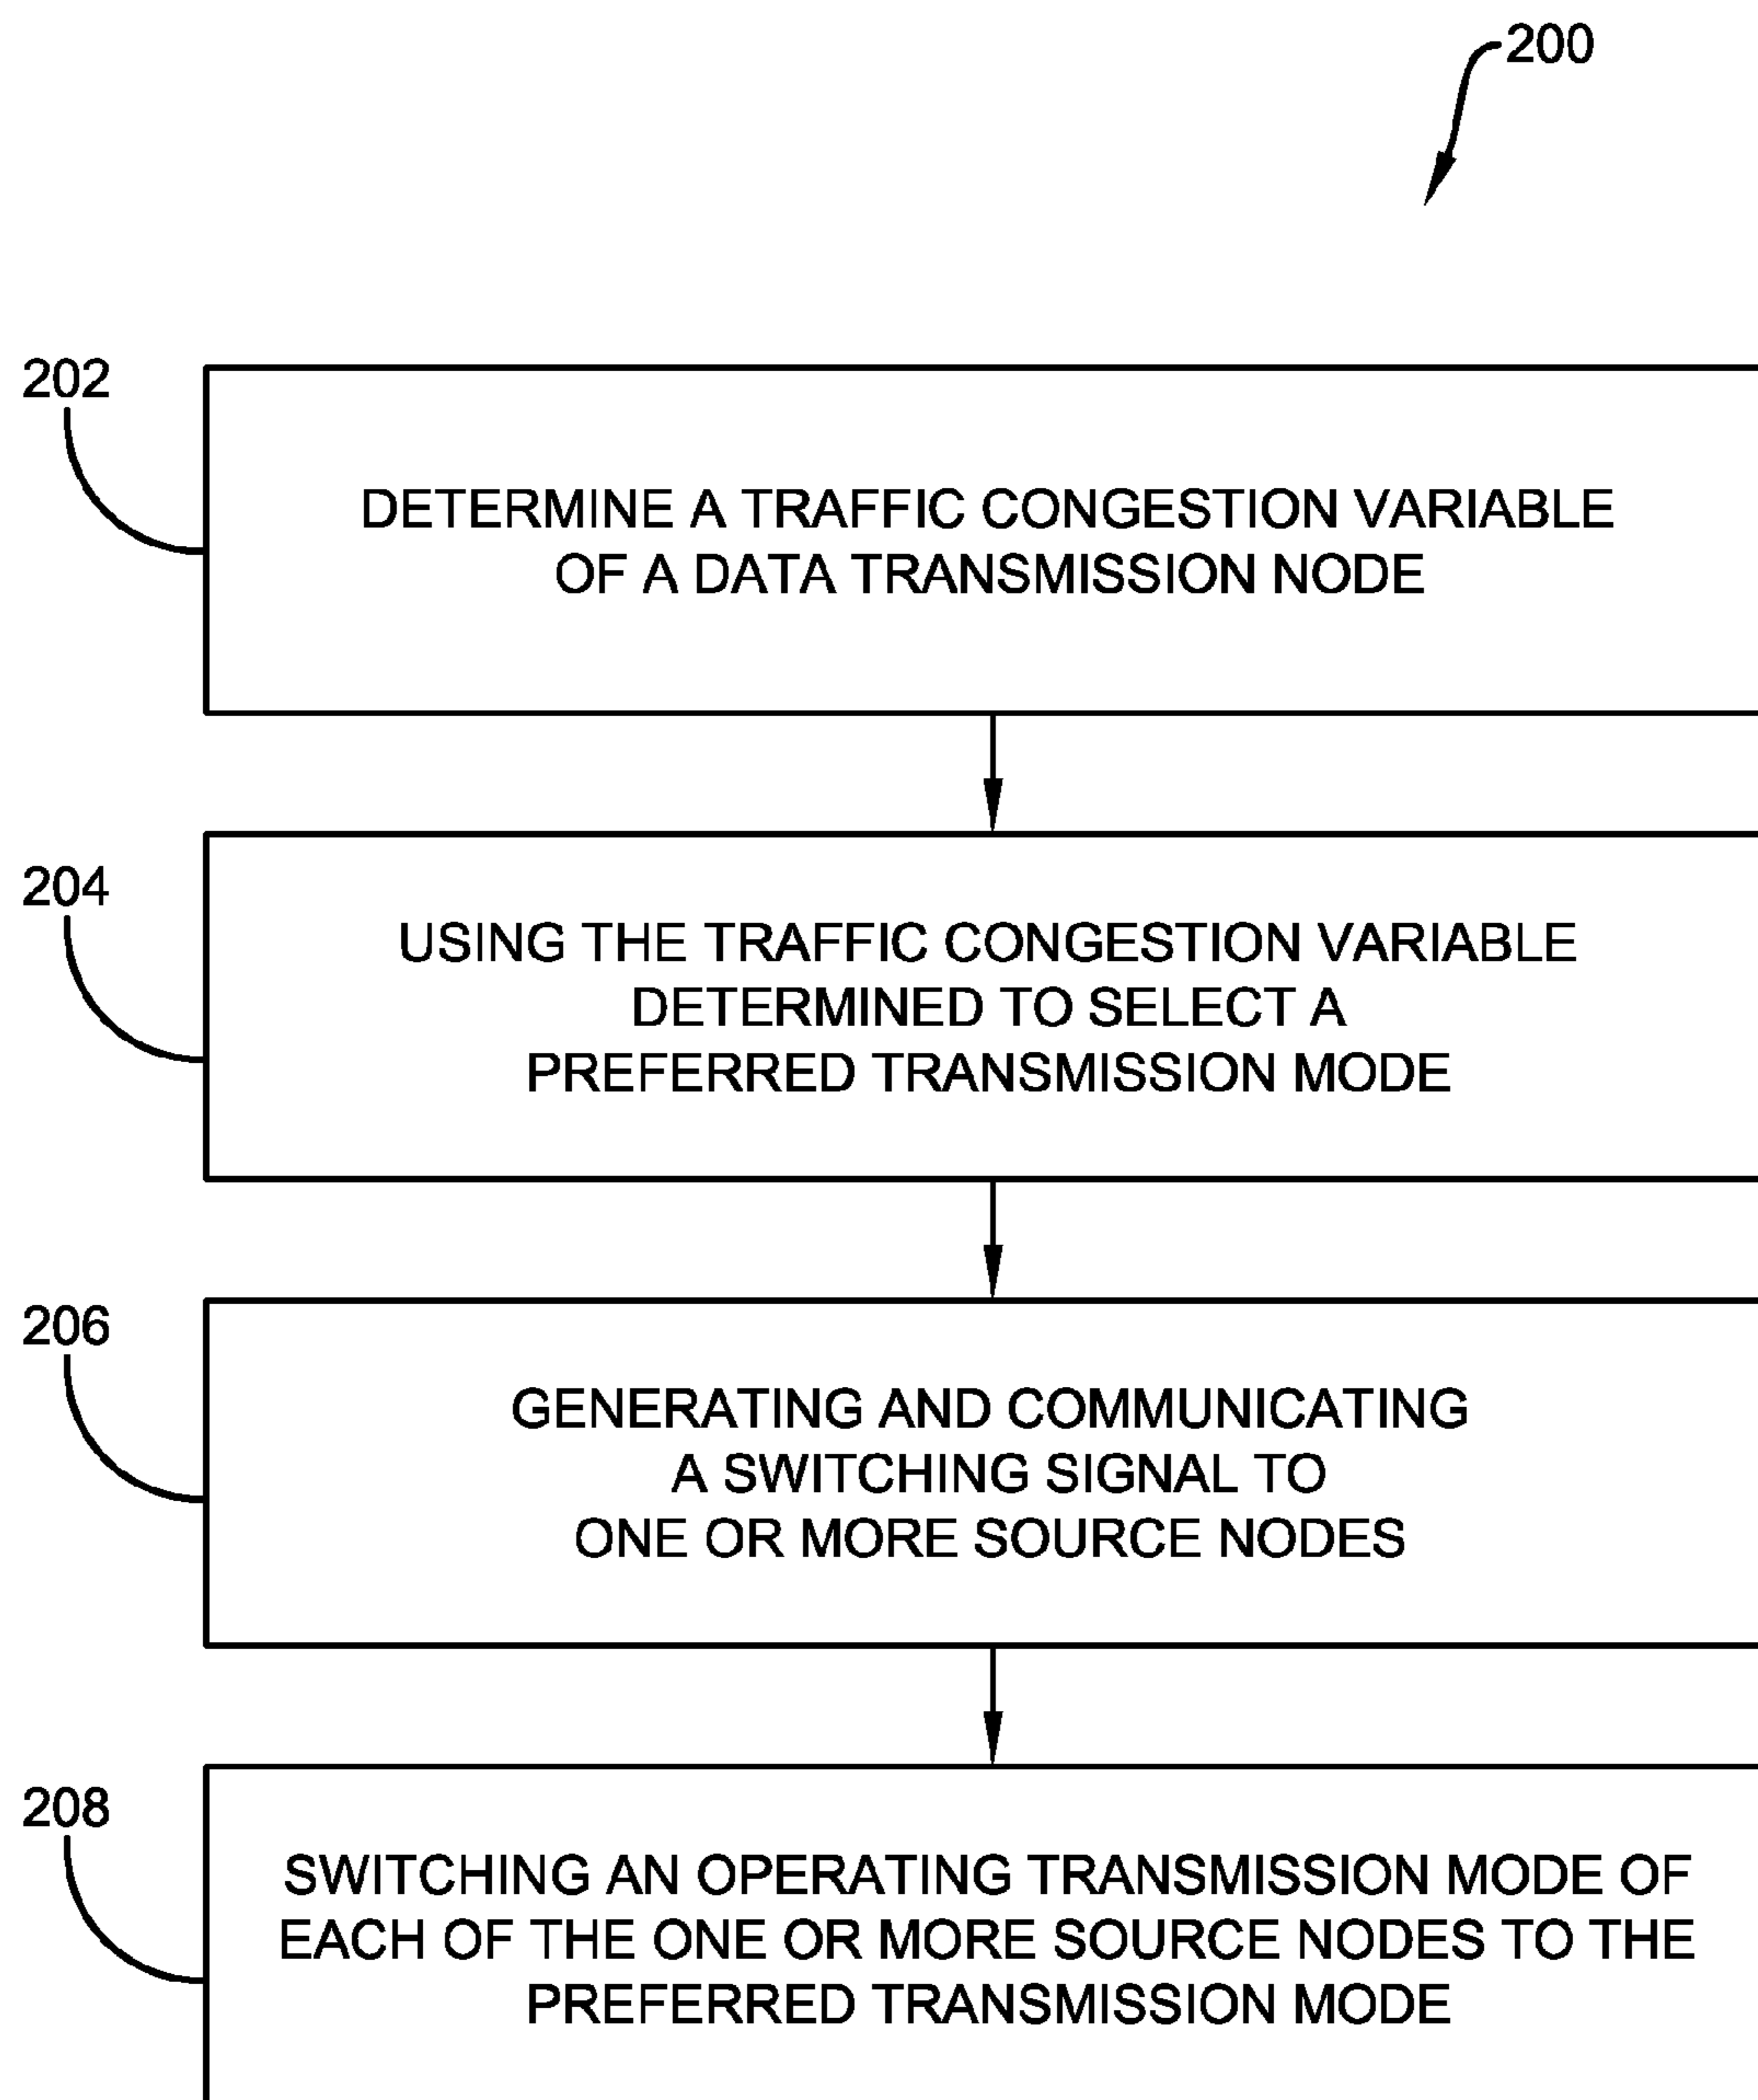 200
202
DETERMINE A TRAFFIC CONGESTION VARIABLE
OF A DATA TRANSMISSION NODE
204
USING THE TRAFFIC CONGESTION VARIABLE
DETERMINED TO SELECT A
PREFERRED TRANSMISSION MODE
206
GENERATING AND COMMUNICATING
A SWITCHING SIGNAL TO
ONE OR MORE SOURCE NODES
208
SWITCHING AN OPERATING TRANSMISSION MODE OF
EACH OF THE ONE OR MORE SOURCE NODES TO THE
PREFERRED TRANSMISSION MODE